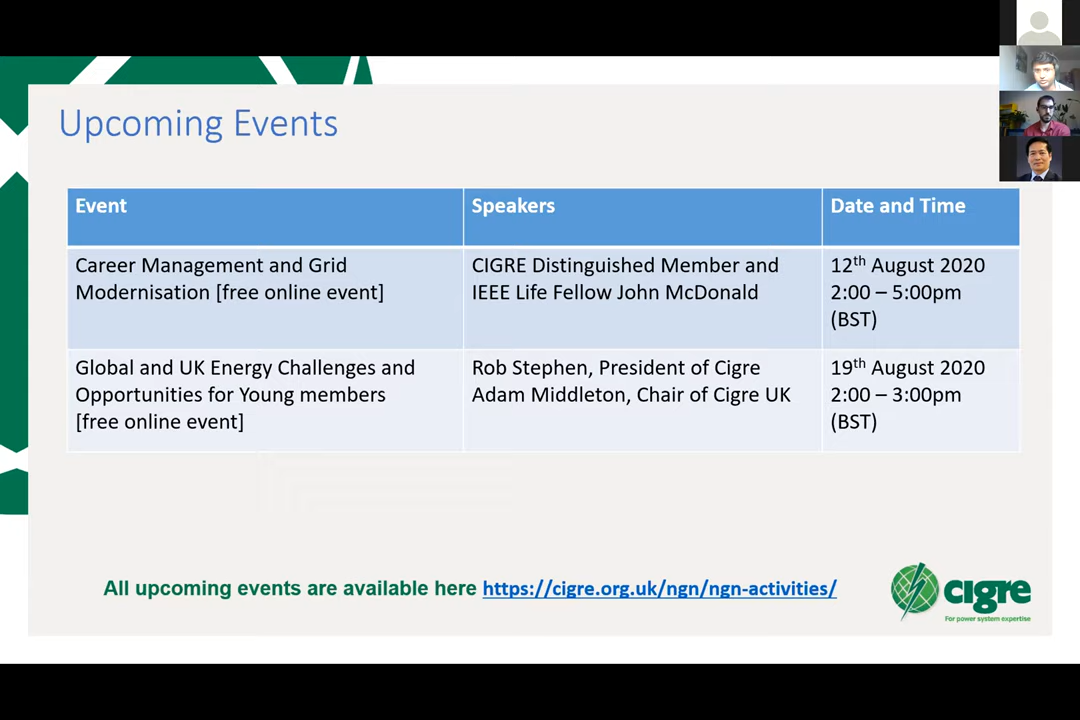 Upcoming Events
Event
Speakers
Date and Time
Career Management and Grid
Modernisation [free online event]
CIGRE Distinguished Member and
IEEE Life Fellow John McDonald
12th August 2020
2:00 – 5:00pm
(BST)
Global and UK Energy Challenges and
Opportunities for Young members
[free online event]
Rob Stephen, President of Cigre
Adam Middleton, Chair of Cigre UK
19th August 2020
2:00 – 3:00pm
(BST)
All upcoming events are available here https://cigre.org.uk/ngn/ngn-activities/
cigre
For power system expertise